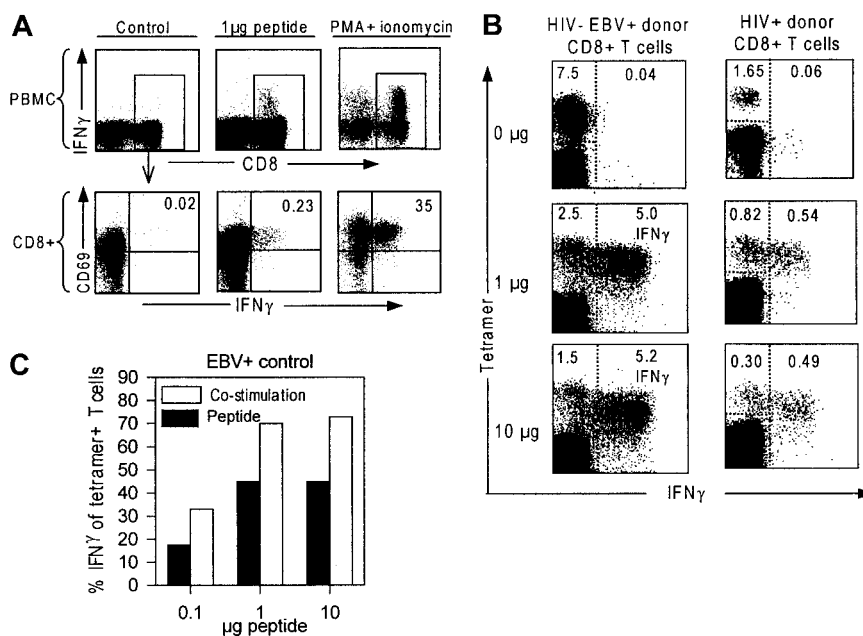 A
Control
1µg peptide
PMA+ ionomycin
PBMC
IFNγ
CD8
CD8+
CD69
0.02
0.23
35
IFNγ
B
HIV- EBV+ donor
CD8+ T cells
HIV+ donor
CD8+ T cells
7.5
0.04
1.65
0.06
0 µg
2.5
5.0
IFNγ
0.82
0.54
1 µg
1.5
5.2
IFNγ
0.30
0.49
10 µg
Tetramer
IFNγ
C
EBV+ control
Co-stimulation
Peptide
% IFNγ of tetramer+ T cells
90
80
70
60
50
40
30
20
10
0
0.1
1
10
µg peptide